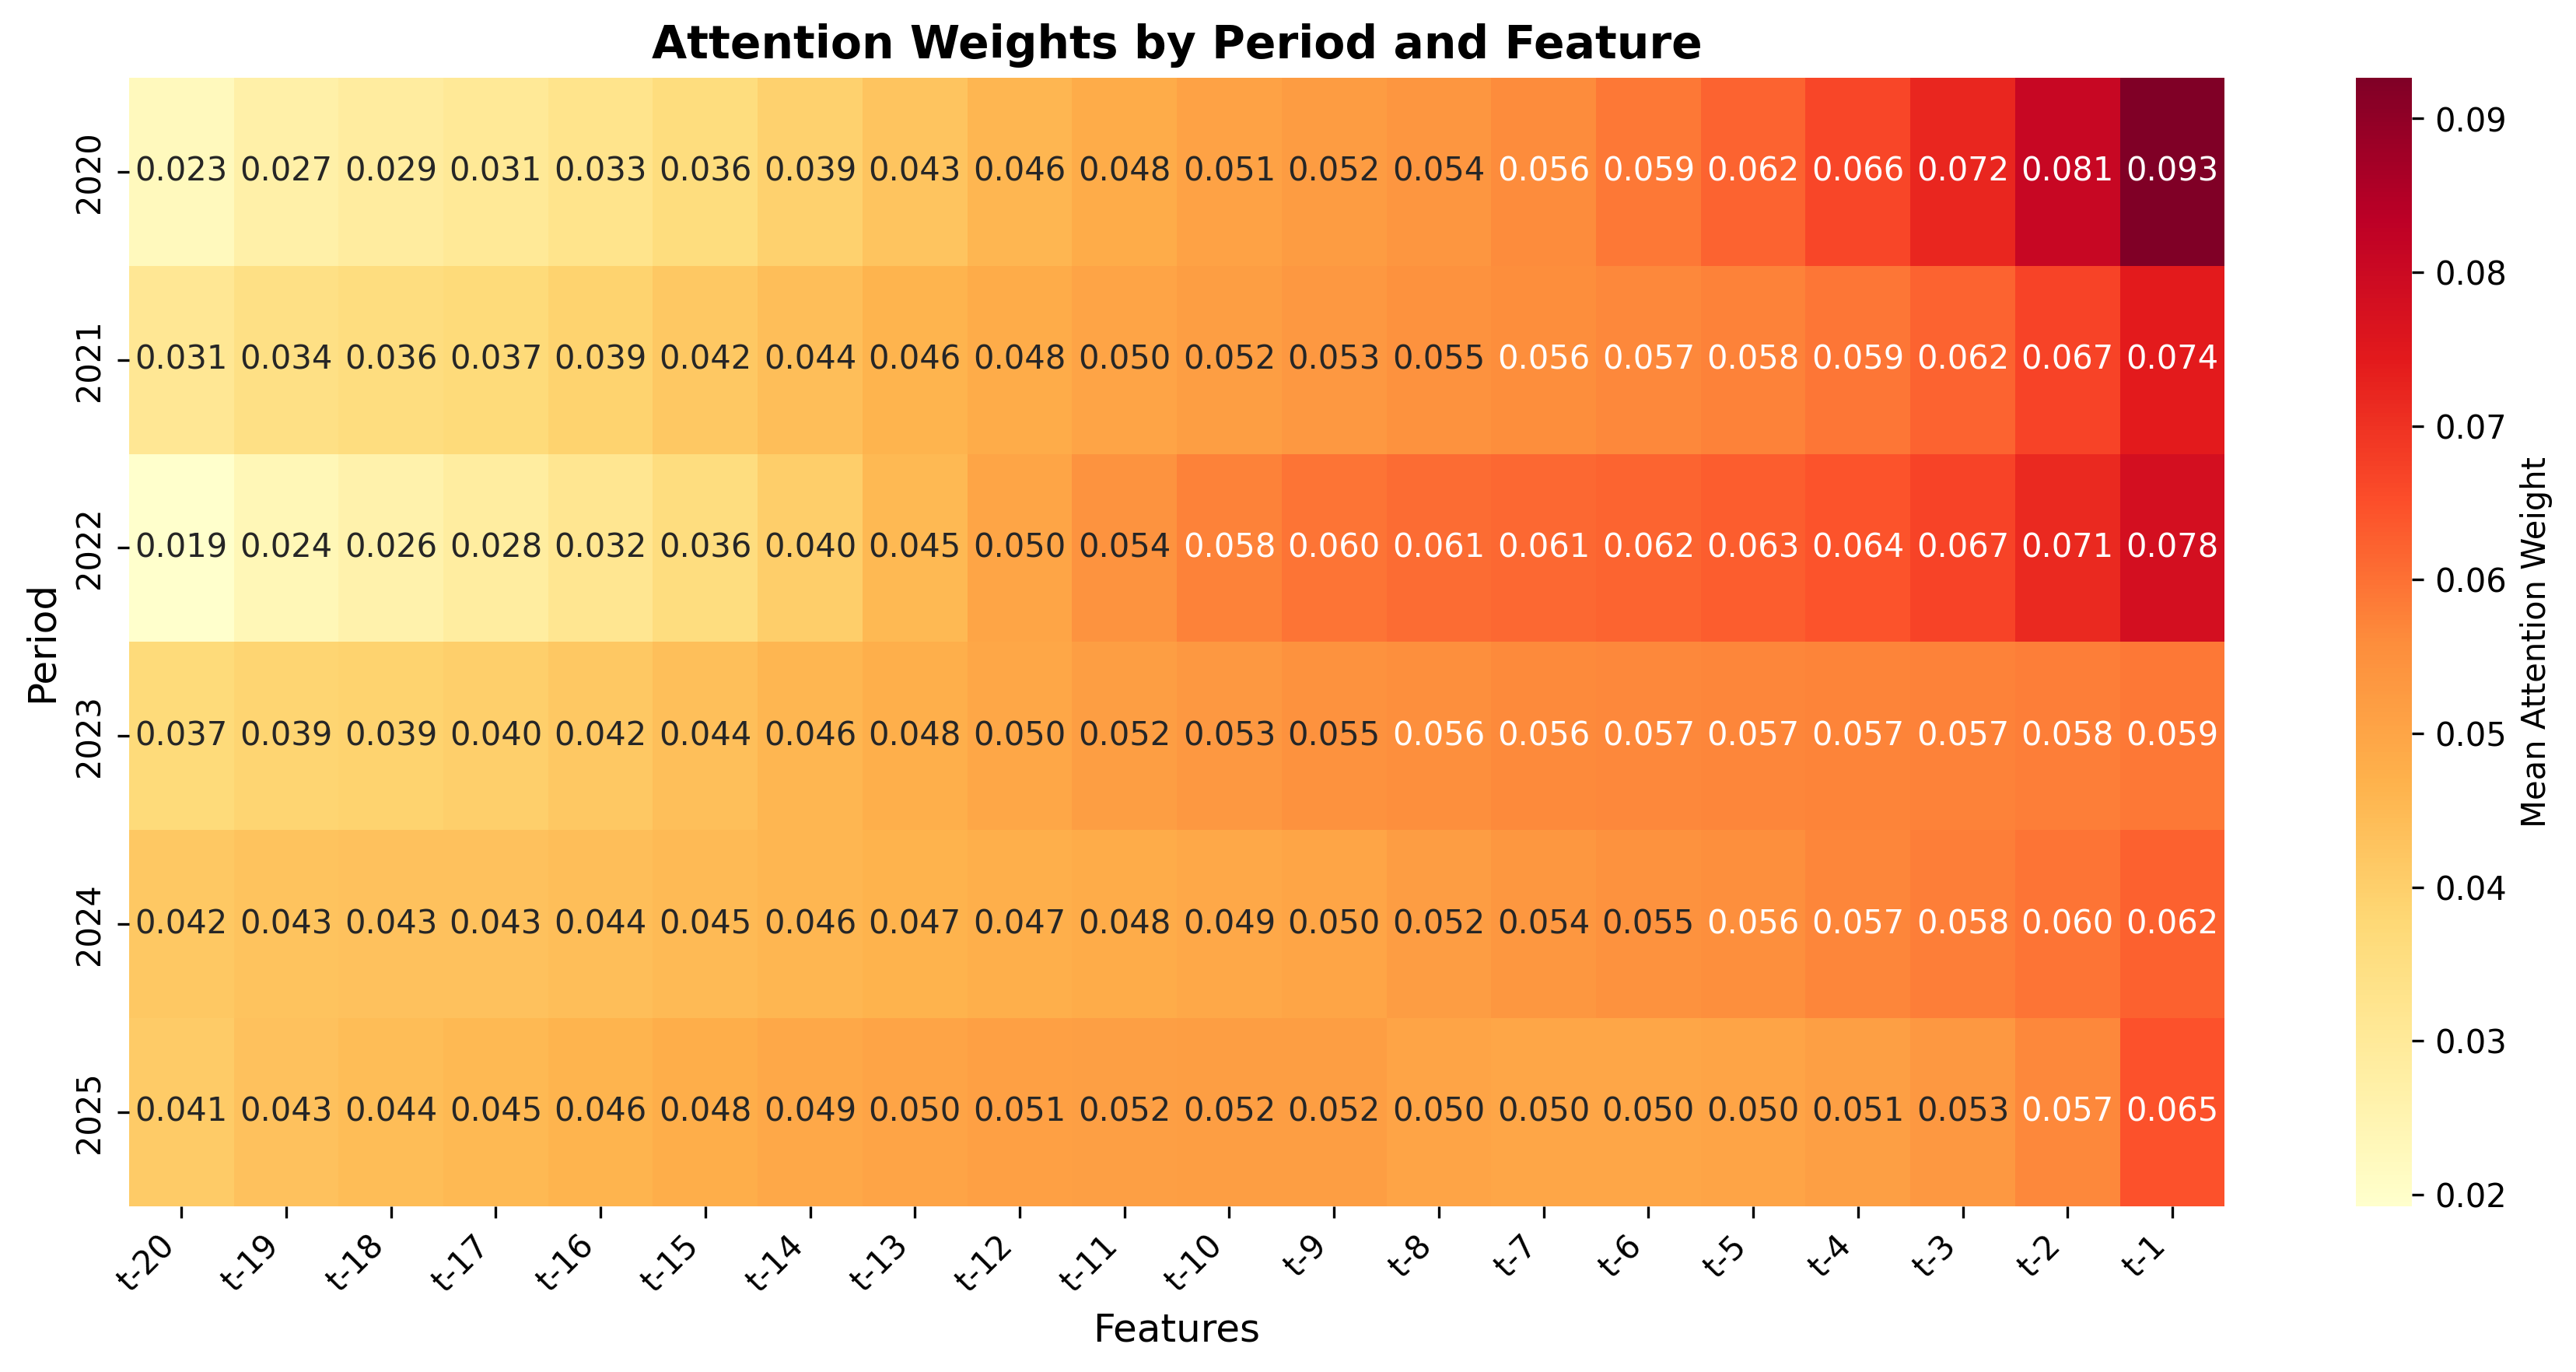 Attention Weights by Period and Feature
Period
2020 0.023 0.027 0.029 0.031 0.033 0.036 0.039 0.043 0.046 0.048 0.051 0.052 0.054 0.056 0.059 0.062 0.066 0.072 0.081 0.093
2021 0.031 0.034 0.036 0.037 0.039 0.042 0.044 0.046 0.048 0.050 0.052 0.053 0.055 0.056 0.057 0.058 0.059 0.062 0.067 0.074
2022 0.019 0.024 0.026 0.028 0.032 0.036 0.040 0.045 0.050 0.054 0.058 0.060 0.061 0.061 0.062 0.063 0.064 0.067 0.071 0.078
2023 0.037 0.039 0.039 0.040 0.042 0.044 0.046 0.048 0.050 0.052 0.053 0.055 0.056 0.056 0.057 0.057 0.057 0.057 0.058 0.059
2024 0.042 0.043 0.043 0.043 0.044 0.045 0.046 0.047 0.047 0.048 0.049 0.050 0.052 0.054 0.055 0.056 0.057 0.058 0.060 0.062
2025 0.041 0.043 0.044 0.045 0.046 0.048 0.049 0.050 0.051 0.052 0.052 0.052 0.050 0.050 0.050 0.050 0.051 0.053 0.057 0.065
t-20 t-19 t-18 t-17 t-16 t-15 t-14 t-13 t-12 t-11 t-10 t-9 t-8 t-7 t-6 t-5 t-4 t-3 t-2 t-1
Features
0.09
0.08
0.07
0.06
0.05
0.04
0.03
0.02
Mean Attention Weight